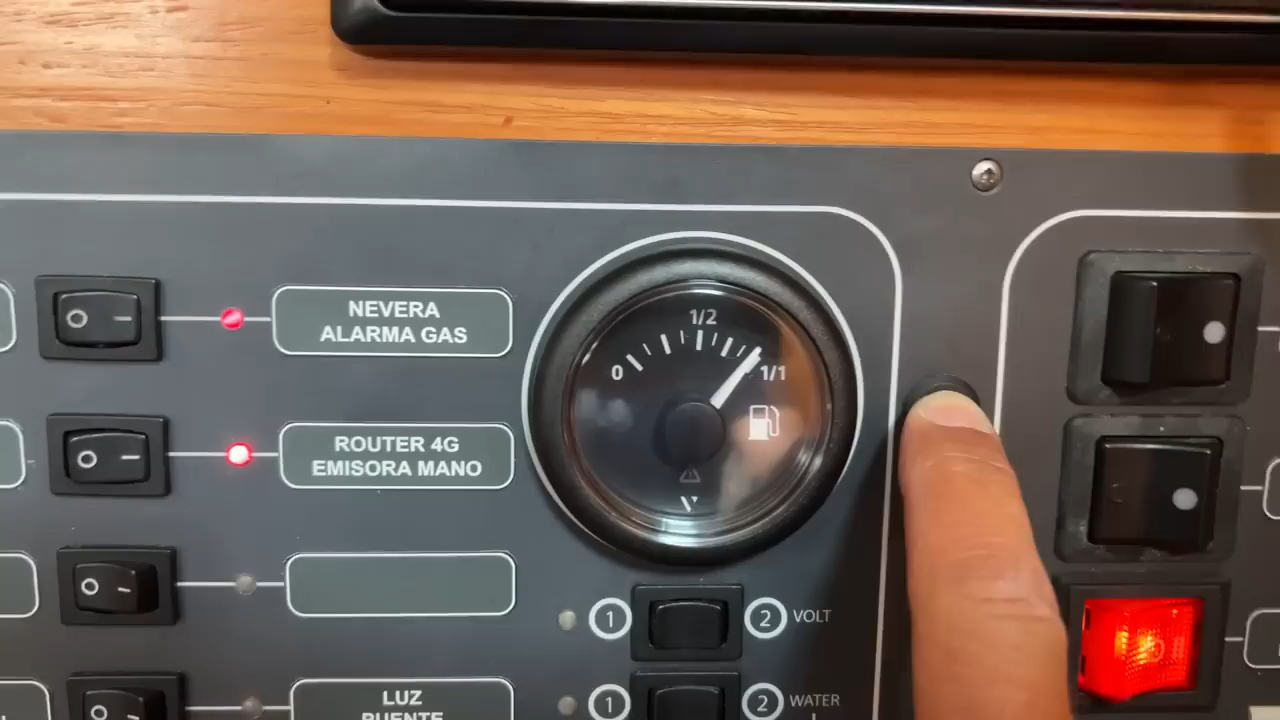 NEVERA
ALARMA GAS
ROUTER 4G
EMISORA MANO
LUZ
PUENTE
0
1/2
1/1
1
2
VOLT
1
2
WATER